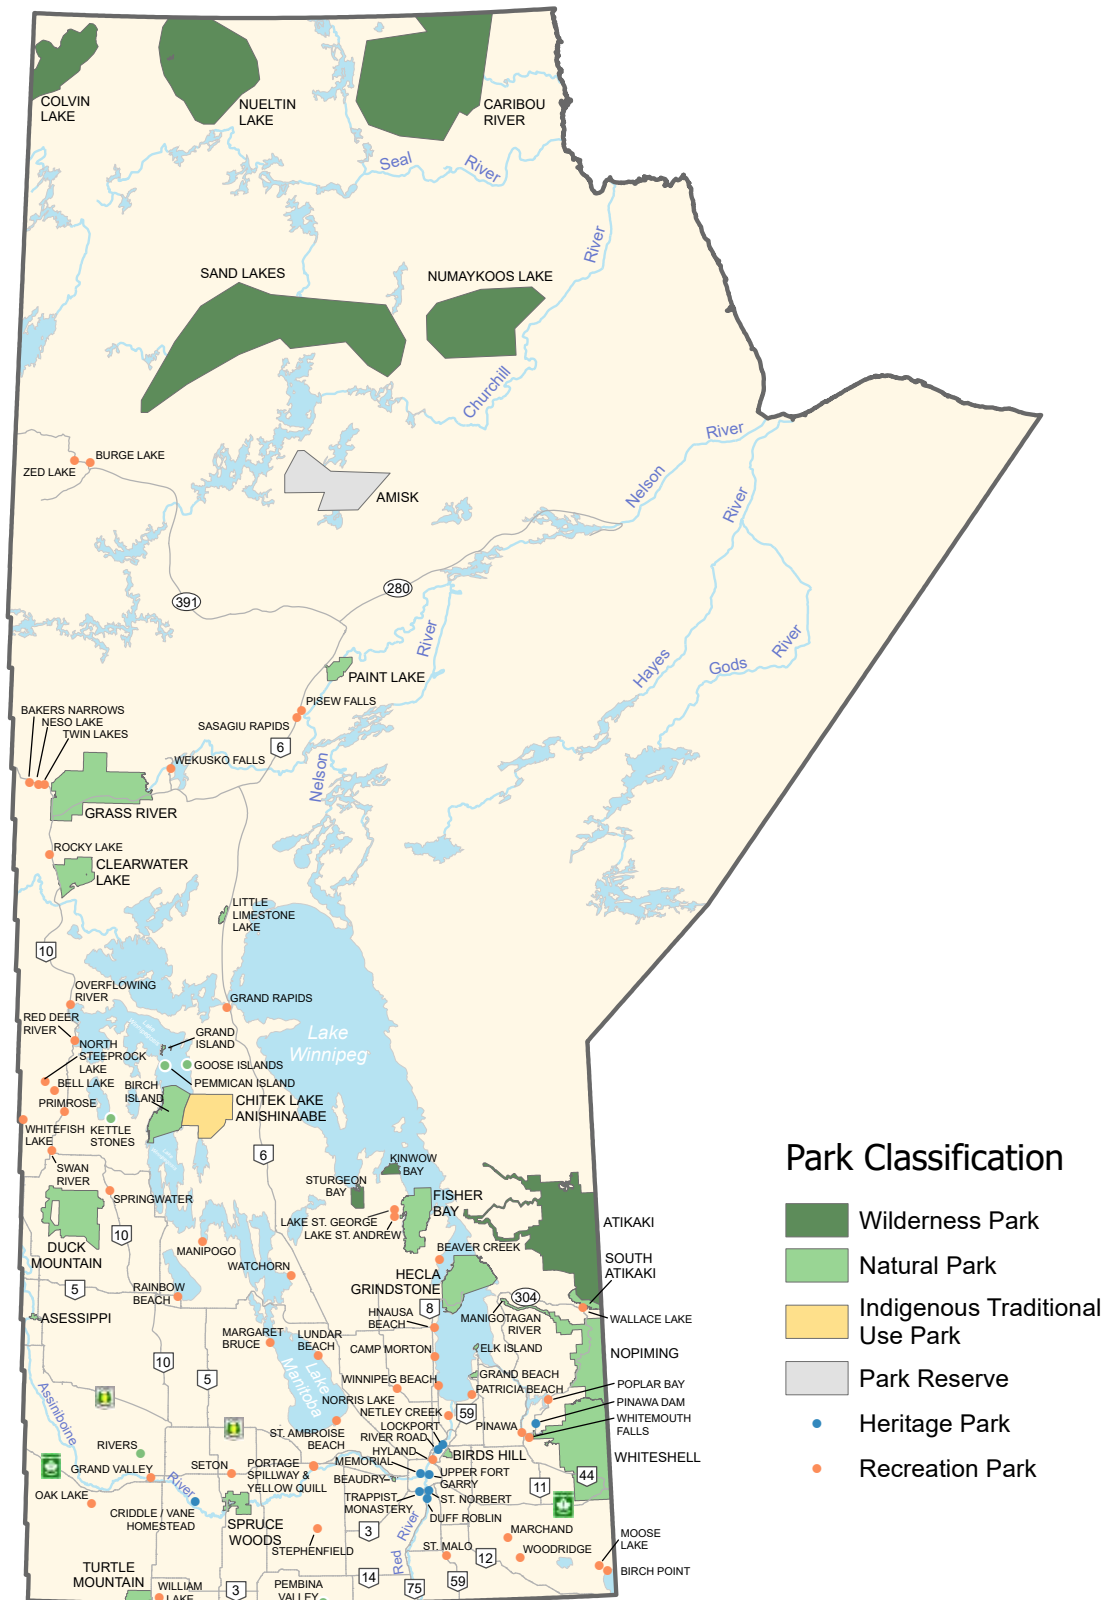 COLVIN
LAKE
NUELTIN
LAKE
CARIBOU
RIVER
Seal
River
River
SAND LAKES
NUMAYKOOS LAKE
Churchill
River
Nelson
River
BURGE LAKE
ZED LAKE
AMISK
391
280
River
Hayes
Gods
River
PAINT LAKE
PISEW FALLS
SASAGIU RAPIDS
6
Nelson
BAKERS NARROWS
NESO LAKE
TWIN LAKES
WEKUSKO FALLS
GRASS RIVER
ROCKY LAKE
CLEARWATER
LAKE
LITTLE
LIMESTONE
LAKE
10
OVERFLOWING
RIVER
GRAND RAPIDS
RED DEER
RIVER
Lake
Winnipeg
GRAND
ISLAND
NORTH
STEEPROCK
LAKE
GOOSE ISLANDS
PEMMICAN ISLAND
BELL LAKE
BIRCH
ISLAND
CHITEK LAKE
ANISHINAABE
PRIMROSE
WHITEFISH
LAKE
KETTLE
STONES
6
KINWOW
BAY
SWAN
RIVER
STURGEON
BAY
SPRINGWATER
FISHER
BAY
LAKE ST. GEORGE
LAKE ST. ANDREW
10
DUCK
MOUNTAIN
MANIPOGO
BEAVER CREEK
ATIKAKI
WATCHORN
HECLA
GRINDSTONE
SOUTH
ATIKAKI
5
RAINBOW
BEACH
304
8
HNAUSA
BEACH
MANIGOTAGAN
RIVER
WALLACE LAKE
ASESSIPPI
MARGARET
BRUCE
LUNDAR
BEACH
CAMP MORTON
ELK ISLAND
NOPIMING
10
5
Lake
Manitoba
WINNIPEG BEACH
GRAND BEACH
PATRICIA BEACH
POPLAR BAY
PINAWA DAM
NORRIS LAKE
NETLEY CREEK
59
PINAWA
WHITEMOUTH
FALLS
Assiniboine
ST. AMBROISE
BEACH
LOCKPORT
RIVER ROAD
BIRDS HILL
WHITESHELL
RIVERS
HYLAND
MEMORIAL
GRAND VALLEY
SETON
PORTAGE
SPILLWAY &
YELLOW QUILL
BEAUDRY
UPPER FORT
GARRY
44
11
OAK LAKE
River
TRAPPIST
MONASTERY
ST. NORBERT
CRIDDLE / VANE
HOMESTEAD
SPRUCE
WOODS
DUFF ROBLIN
3
River
Red
STEPHENFIELD
MARCHAND
MOOSE
LAKE
ST. MALO
12
WOODRIDGE
BIRCH POINT
TURTLE
MOUNTAIN
WILLIAM
LAKE
3
PEMBINA
VALLEY
14
75
59
Park Classification
Wilderness Park
Natural Park
Indigenous Traditional
Use Park
Park Reserve
Heritage Park
Recreation Park